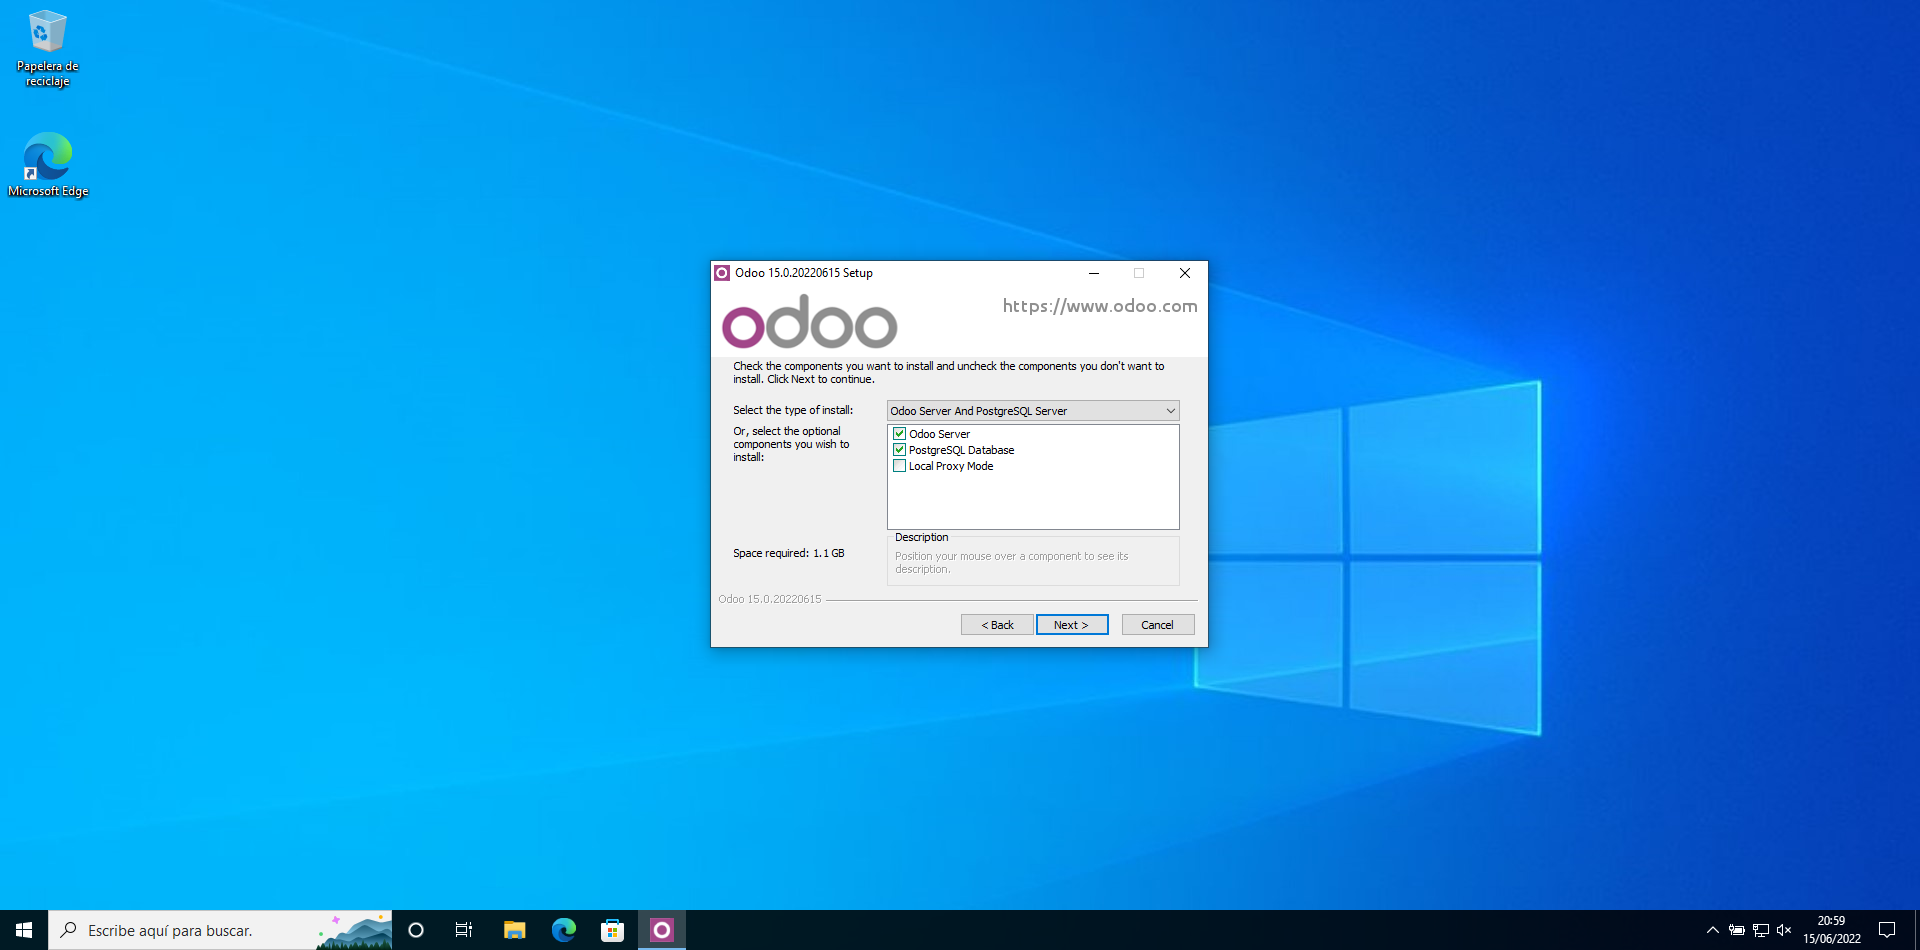 Papelera de
reciclaje
Microsoft Edge
Odoo 15.0.20220615 Setup
odoo
https://www.odoo.com
Check the components you want to install and uncheck the components you don't want to
install. Click Next to continue.
Select the type of install:
Odoo Server And PostgreSQL Server
Or, select the optional
components you wish to
install:
Odoo Server
PostgreSQL Database
Local Proxy Mode
Space required: 1.1 GB
Description
Position your mouse over a component to see its
description.
Odoo 15.0.20220615
< Back
Next >
Cancel
Escribe aquí para buscar.
20:59
15/06/2022